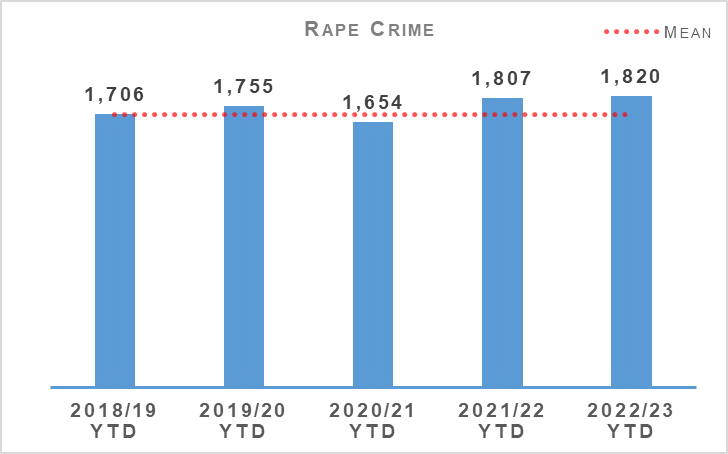 RAPE CRIME
MEAN
1,706
1,755
1,654
1,807
1,820
2018/19 YTD
2019/20 YTD
2020/21 YTD
2021/22 YTD
2022/23 YTD